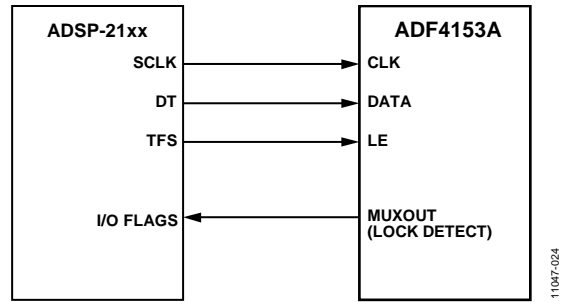 ADSP-21xx
ADF4153A
SCLK
CLK
DT
DATA
TFS
LE
I/O FLAGS
MUXOUT
(LOCK DETECT)
11047-024